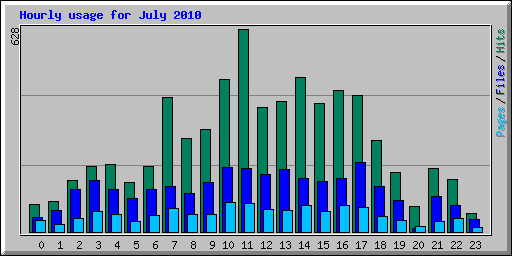 Hourly usage for July 2010
628
Pages / Files / Hits
0 1 2 3 4 5 6 7 8 9 10 11 12 13 14 15 16 17 18 19 20 21 22 23